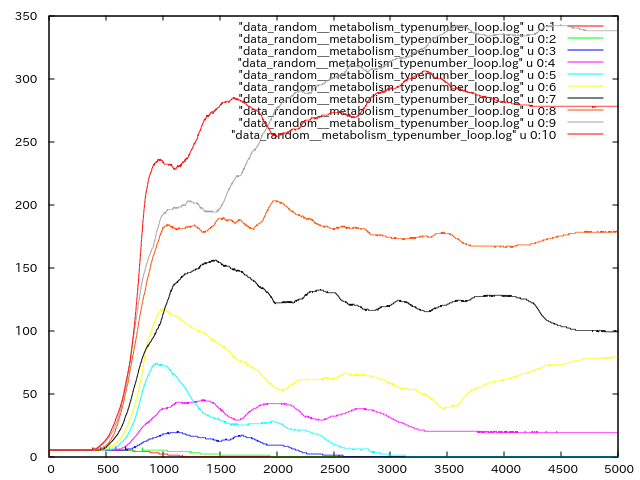 350
300
250
200
150
100
50
0
"data_random__metabolism_typenumber_loop.log" u 0:1
"data_random__metabolism_typenumber_loop.log" u 0:2
"data_random__metabolism_typenumber_loop.log" u 0:3
"data_random__metabolism_typenumber_loop.log" u 0:4
"data_random__metabolism_typenumber_loop.log" u 0:5
"data_random__metabolism_typenumber_loop.log" u 0:6
"data_random__metabolism_typenumber_loop.log" u 0:7
"data_random__metabolism_typenumber_loop.log" u 0:8
"data_random__metabolism_typenumber_loop.log" u 0:9
"data_random__metabolism_typenumber_loop.log" u 0:10
0 500 1000 1500 2000 2500 3000 3500 4000 4500 5000